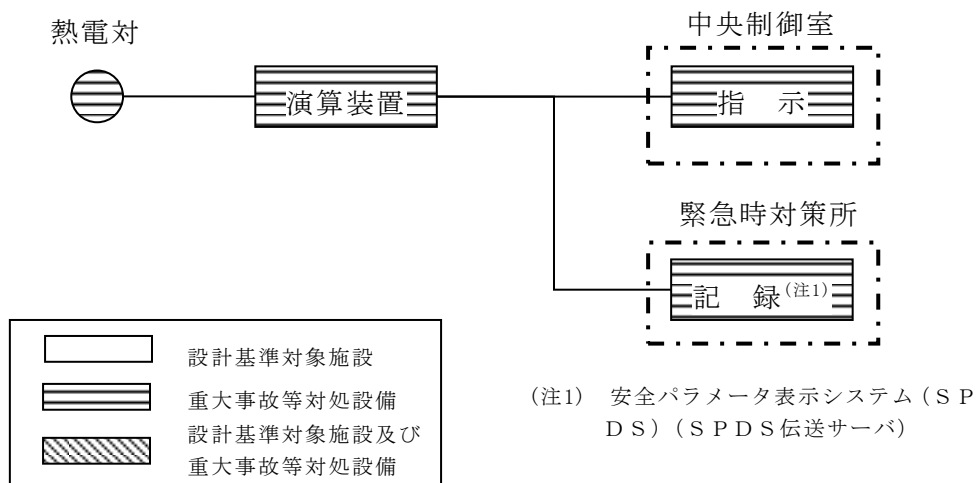 中央制御室
熱電対
演算装置
指　示
緊急時対策所
記　録(注1)
設計基準対象施設
重大事故等対処設備
設計基準対象施設及び
重大事故等対処設備
(注1)　安全パラメータ表示システム(ＳＰ
ＤＳ)(ＳＰＤＳ伝送サーバ)